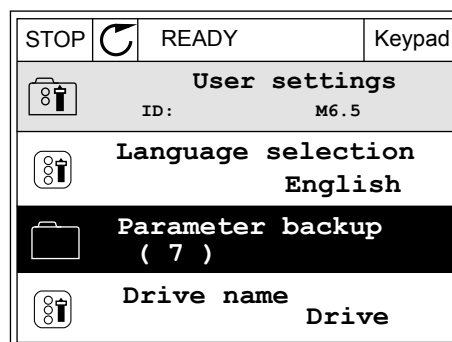 STOP READY Keypad
User settings
ID: M6.5
Language selection
English
Parameter backup
( 7 )
Drive name
Drive